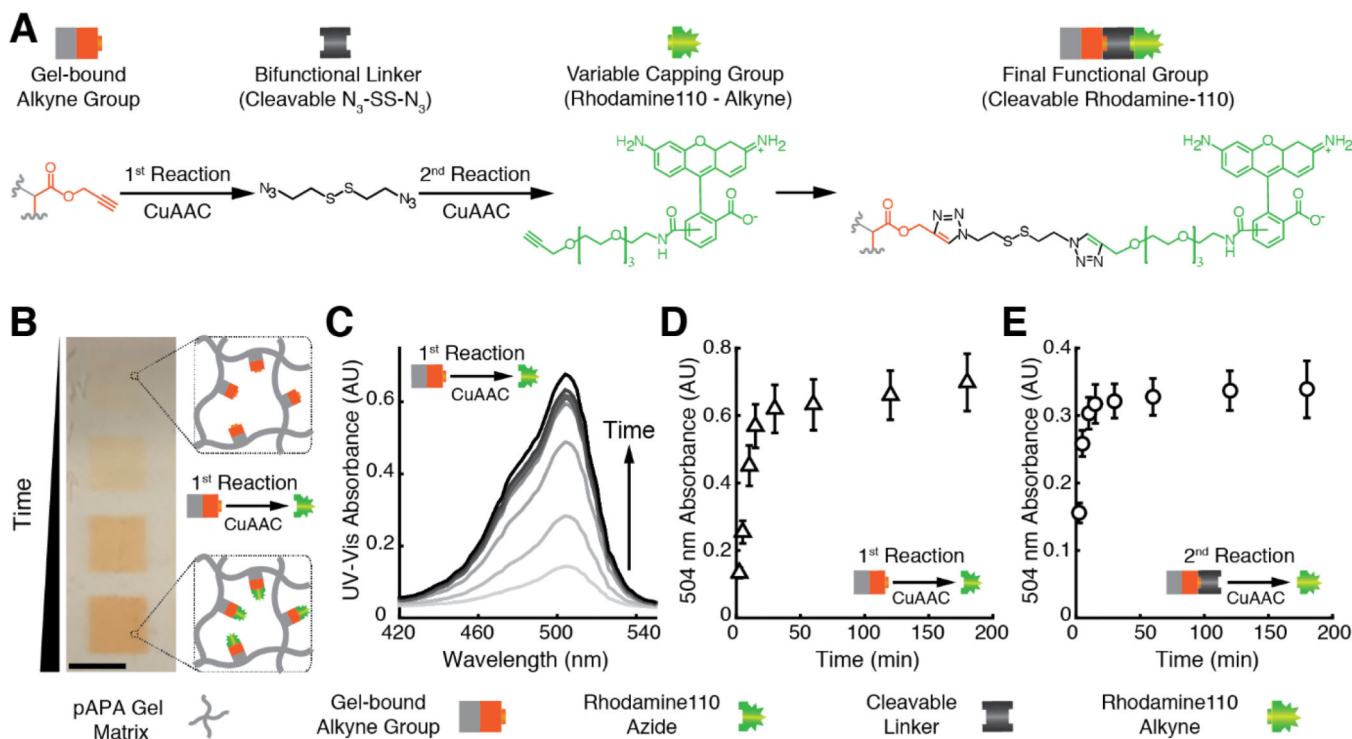 A
Gel-bound
Alkyne Group
Bifunctional Linker
(Cleavable N3-SS-N3)
Variable Capping Group
(Rhodamine110 - Alkyne)
Final Functional Group
(Cleavable Rhodamine-110)
O
O
1st Reaction
CuAAC
N3
S
S
N3
2nd Reaction
CuAAC
H2N
O
NH2
+
O
O
O
O
3
N
H
O
O-
O
O
N
N
N
S
S
N
N
N
O
O
3
N
H
O
H2N
O
NH2
+
O
O-
B
Time
1st Reaction
CuAAC
C
1st Reaction
CuAAC
Time
UV-Vis Absorbance (AU)
0.6
0.4
0.2
0
420
460
500
540
Wavelength (nm)
D
504 nm Absorbance (AU)
0.8
0.6
0.4
0.2
0
1st Reaction
CuAAC
0
50
100
150
200
Time (min)
E
504 nm Absorbance (AU)
0.4
0.3
0.2
0.1
0
2nd Reaction
CuAAC
0
50
100
150
200
Time (min)
pAPA Gel
Matrix
Gel-bound
Alkyne Group
Rhodamine110
Azide
Cleavable
Linker
Rhodamine110
Alkyne